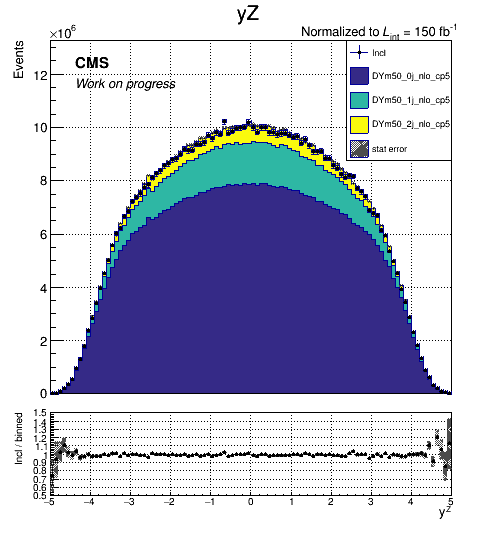 yZ
Normalized to L_int = 150 fb⁻¹
×10⁶
Events
CMS
Work on progress
Incl
DYm50_0j_nlo_cp5
DYm50_1j_nlo_cp5
DYm50_2j_nlo_cp5
stat error
12
10
8
6
4
2
0
Incl / binned
1.5
1.4
1.3
1.2
1.1
1
0.9
0.8
0.7
0.6
0.5
−5 −4 −3 −2 −1 0 1 2 3 4 5
yZ